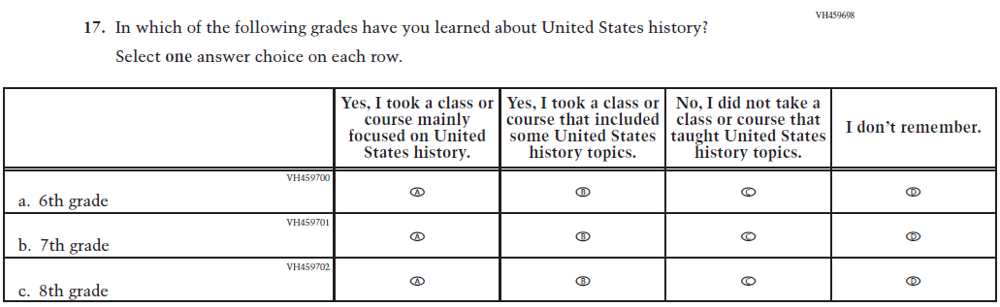 VH459698
17. In which of the following grades have you learned about United States history?
Select one answer choice on each row.
Yes, I took a class or course mainly focused on United States history.
Yes, I took a class or course that included some United States history topics.
No, I did not take a class or course that taught United States history topics.
I don’t remember.
VH459700
a. 6th grade
A B C D
VH459701
b. 7th grade
A B C D
VH459702
c. 8th grade
A B C D